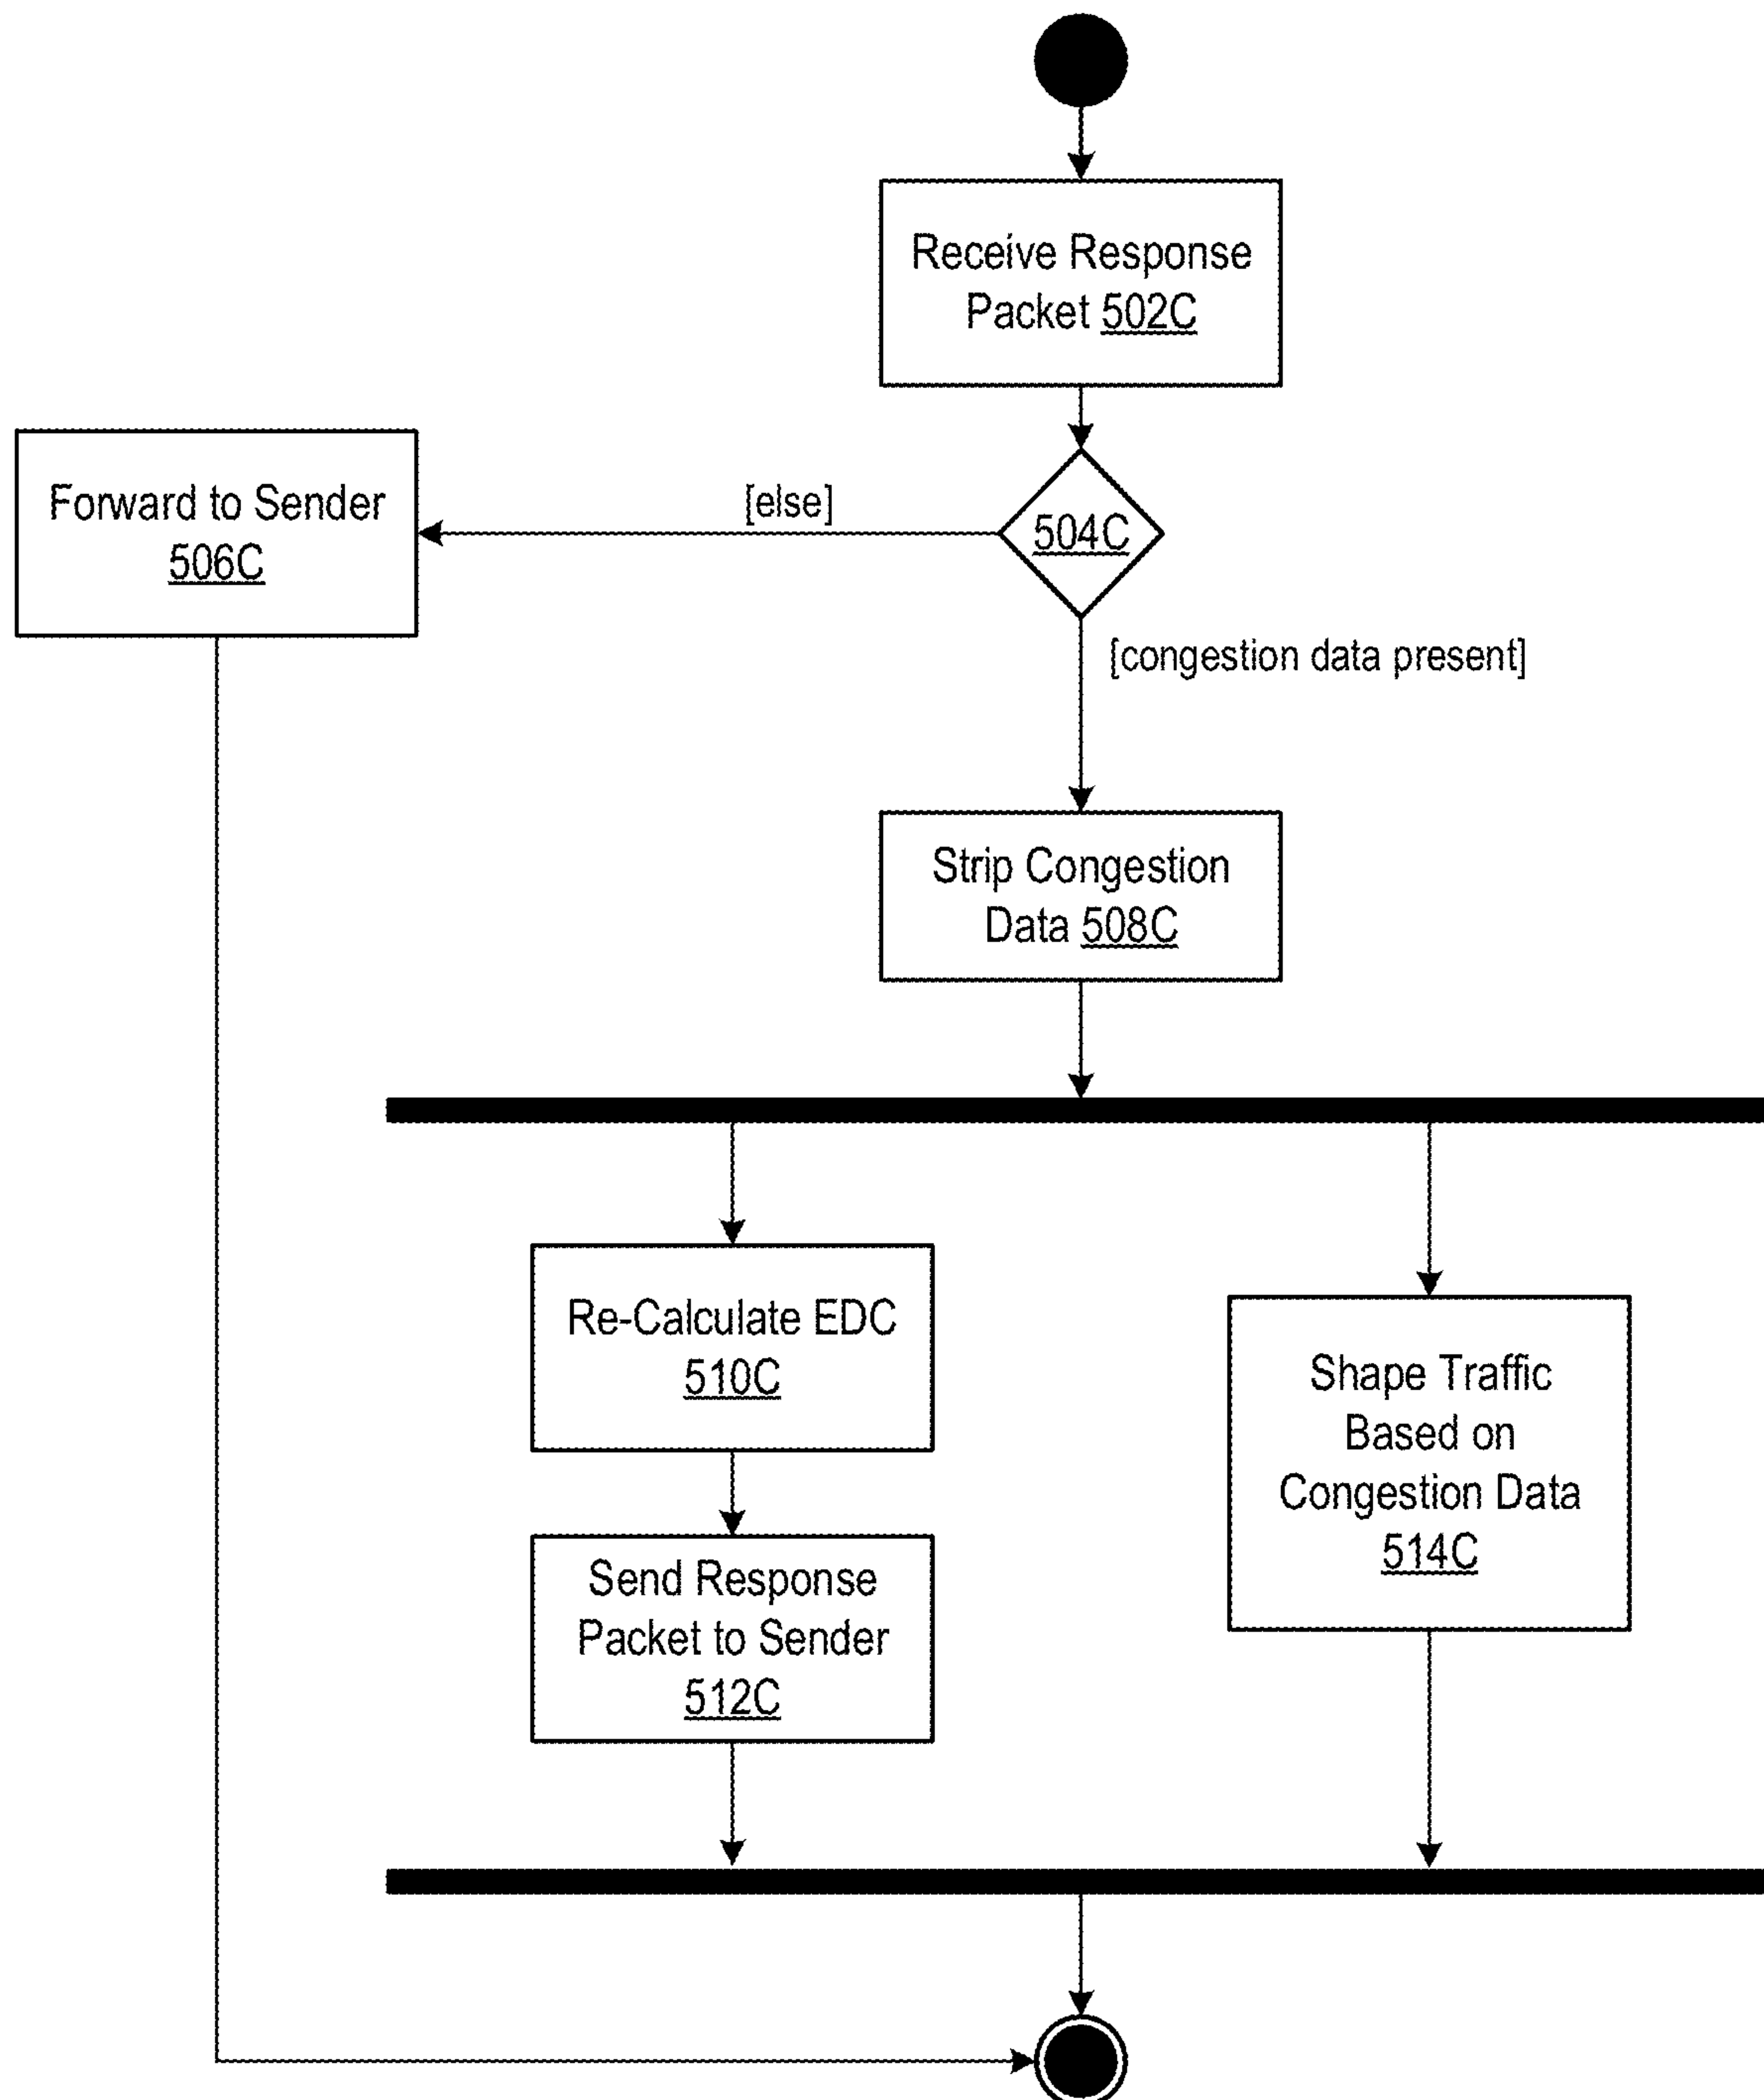 Receive Response
Packet 502C
Forward to Sender
506C
[else]
504C
[congestion data present]
Strip Congestion
Data 508C
Re-Calculate EDC
510C
Send Response
Packet to Sender
512C
Shape Traffic
Based on
Congestion Data
514C